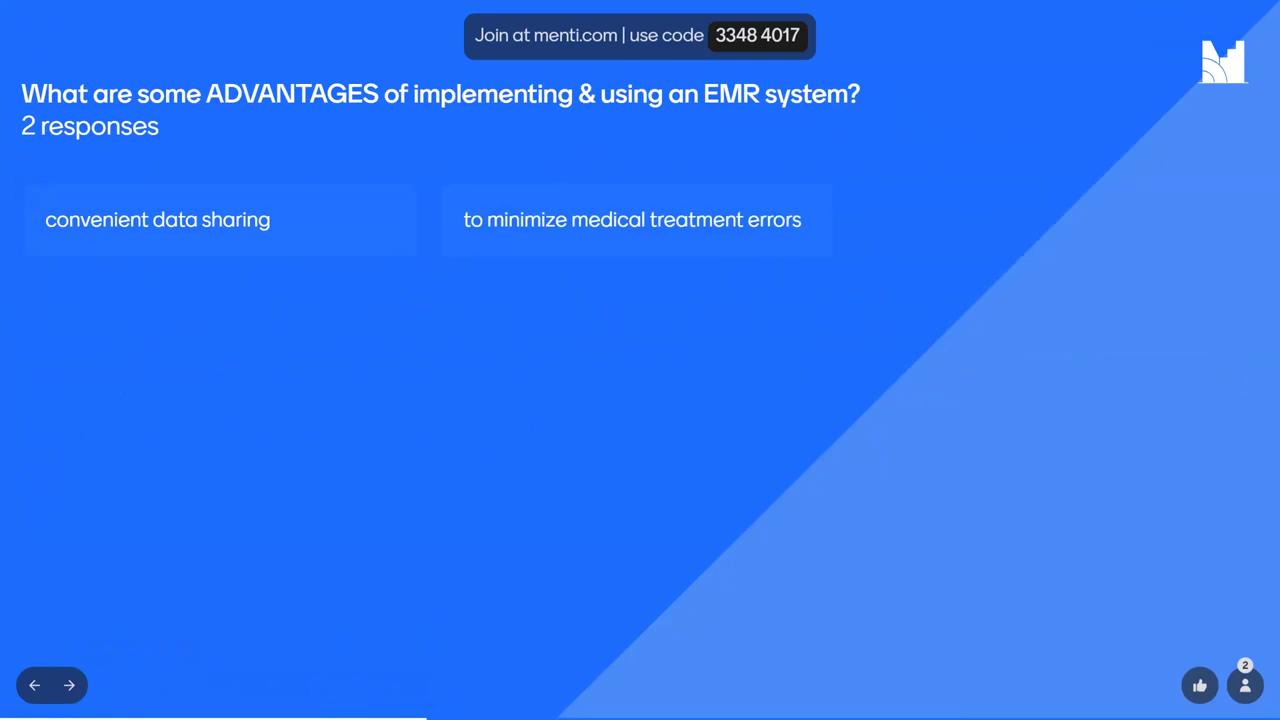 Join at menti.com | use code 3348 4017
What are some ADVANTAGES of implementing & using an EMR system?
2 responses
convenient data sharing
to minimize medical treatment errors
2